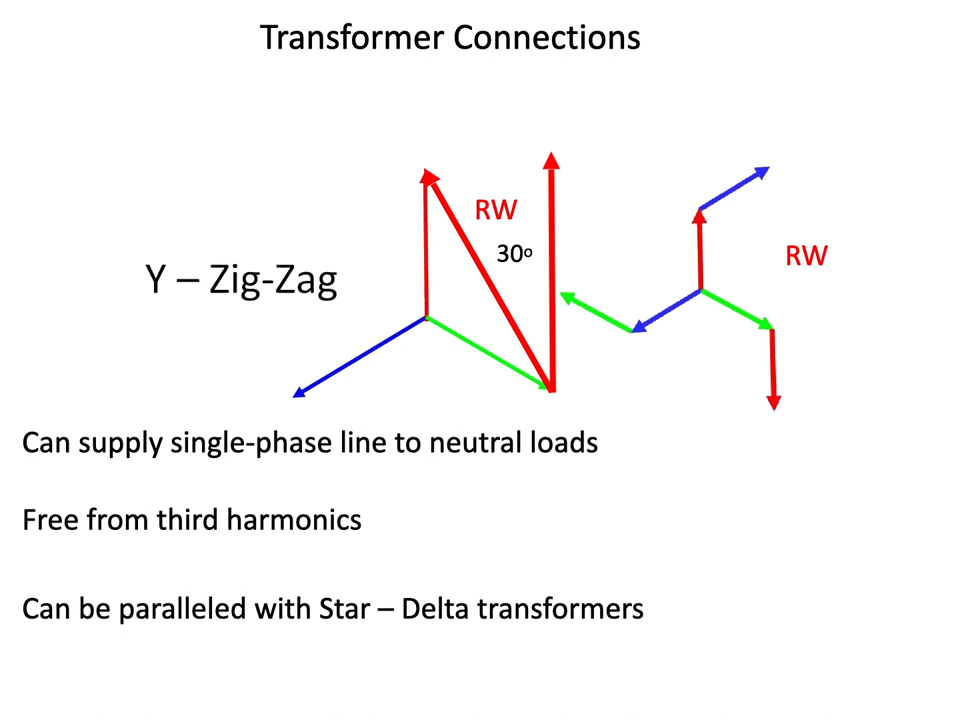 Transformer Connections
RW
30º
RW
Y – Zig-Zag
Can supply single-phase line to neutral loads
Free from third harmonics
Can be paralleled with Star – Delta transformers